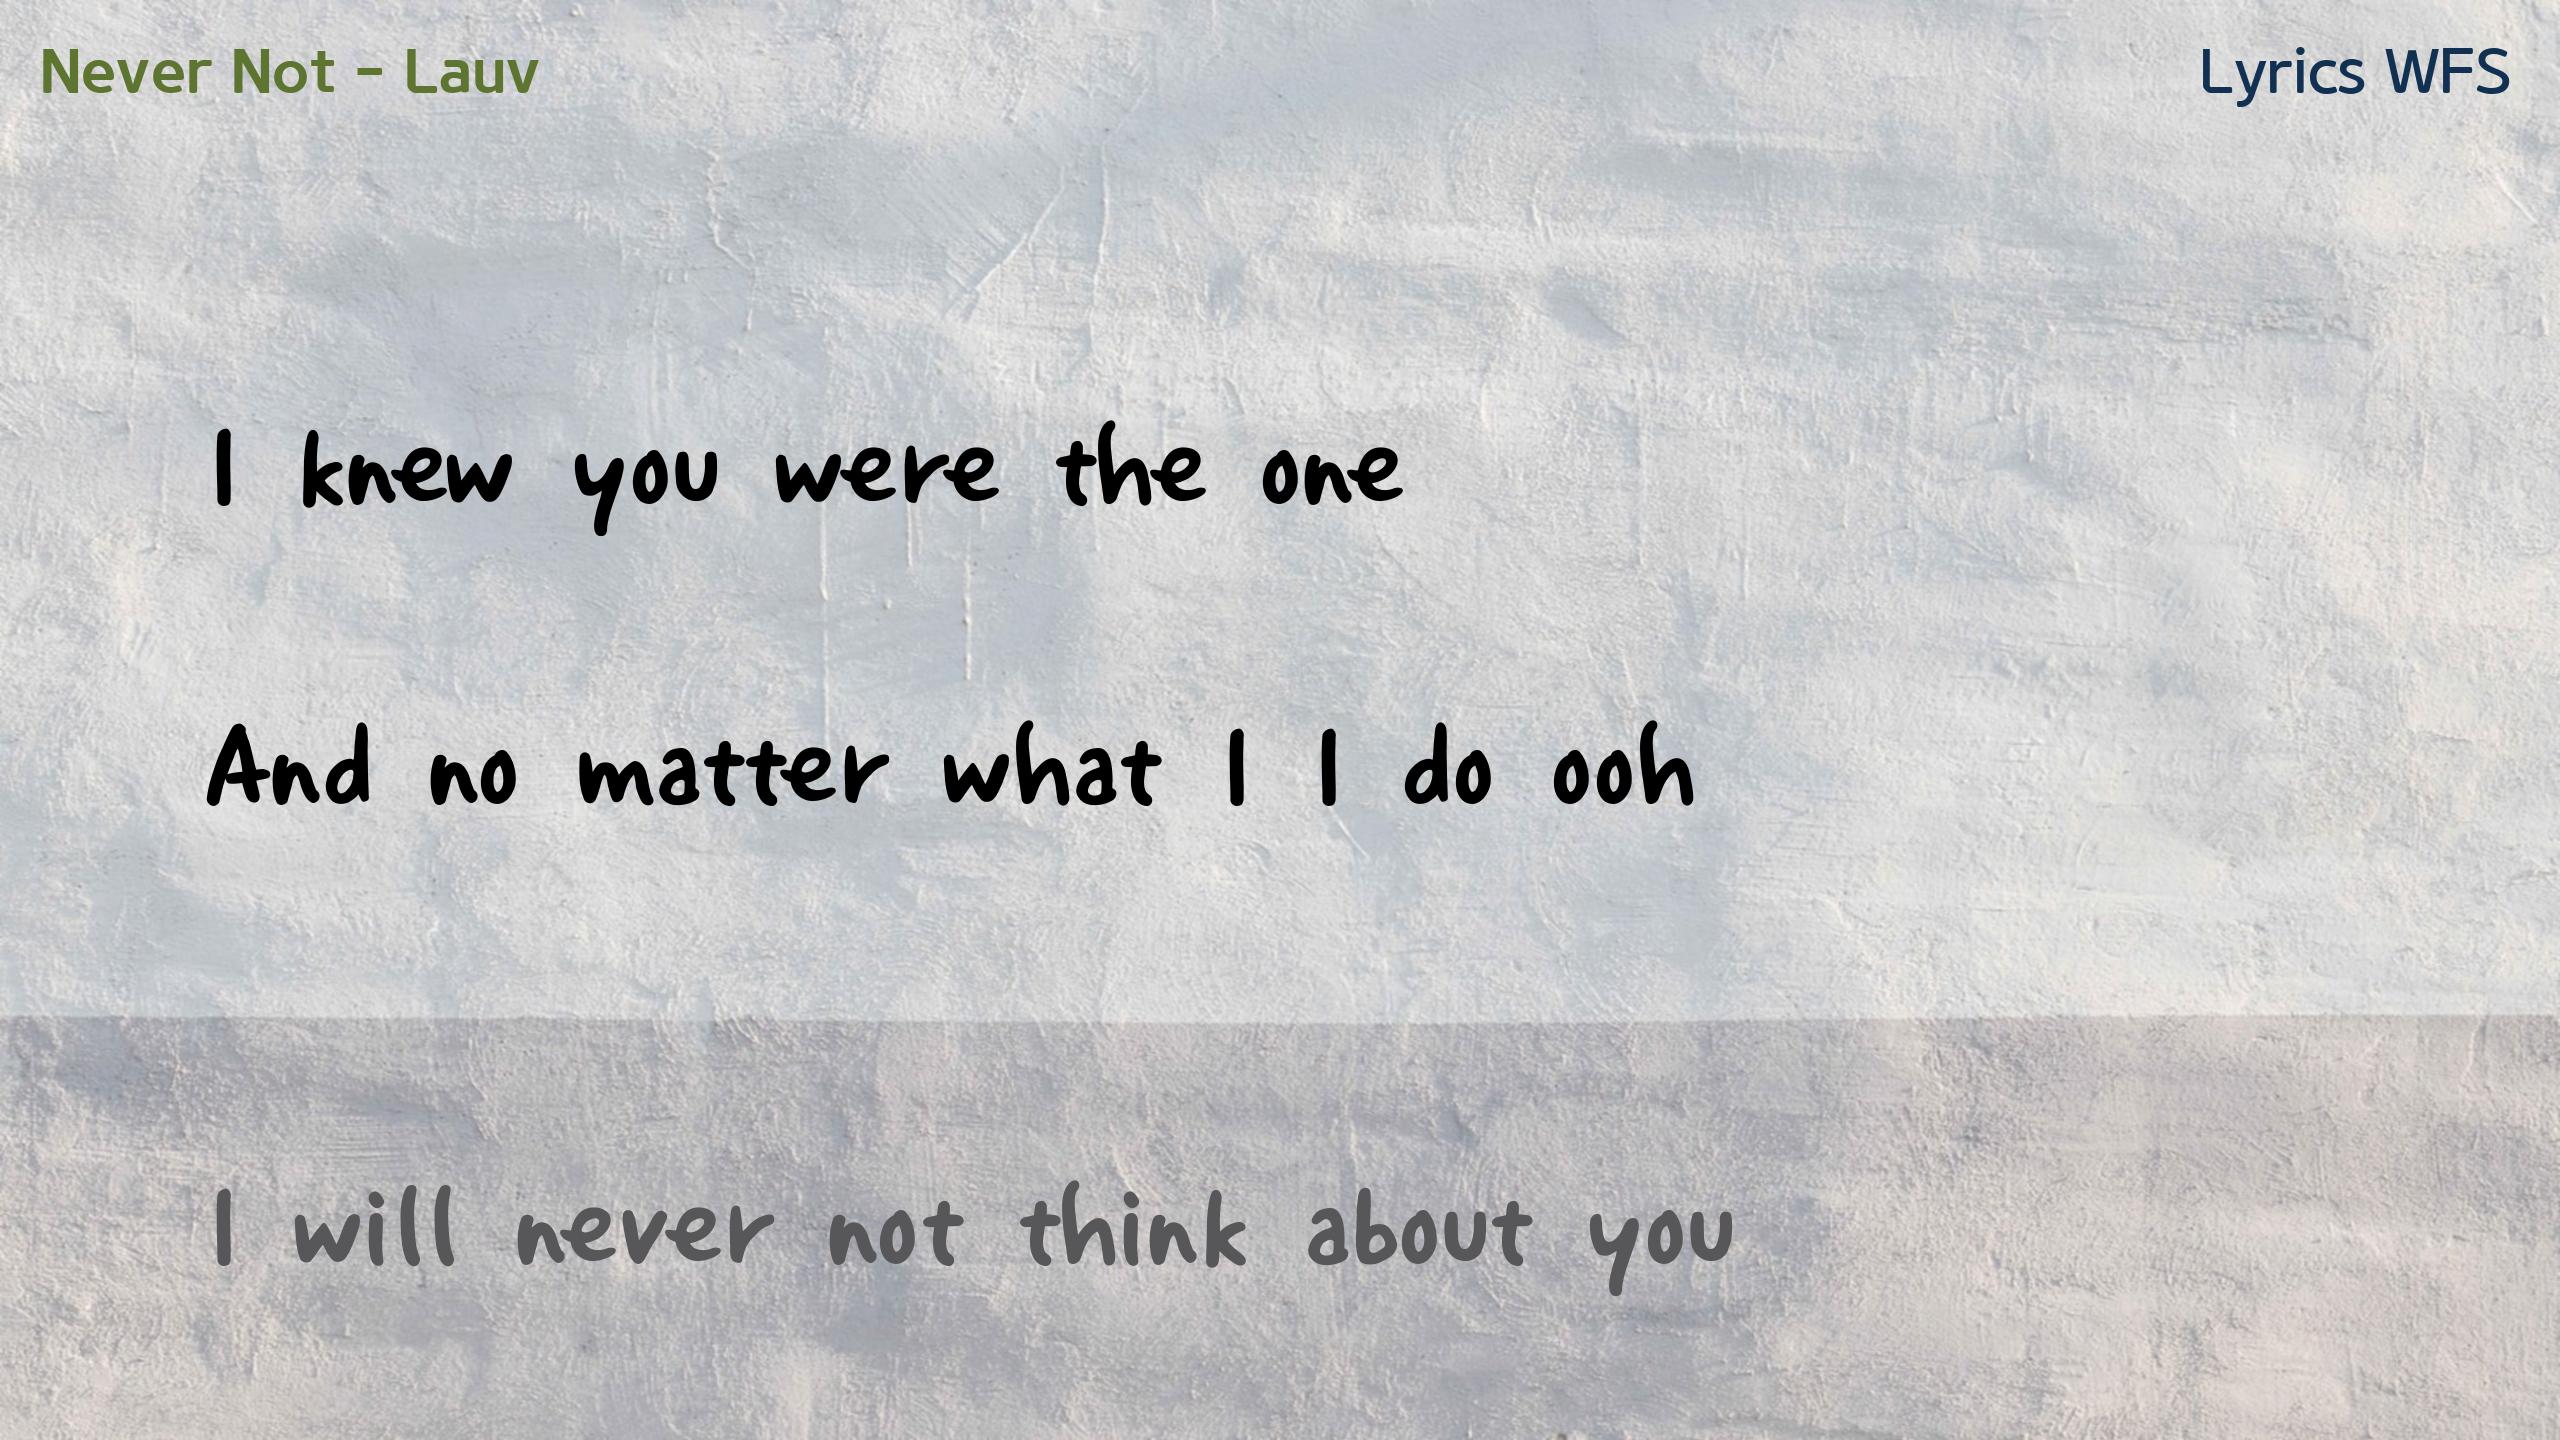 Never Not - Lauv
Lyrics WFS
I knew you were the one
And no matter what I I do ooh
I will never not think about you